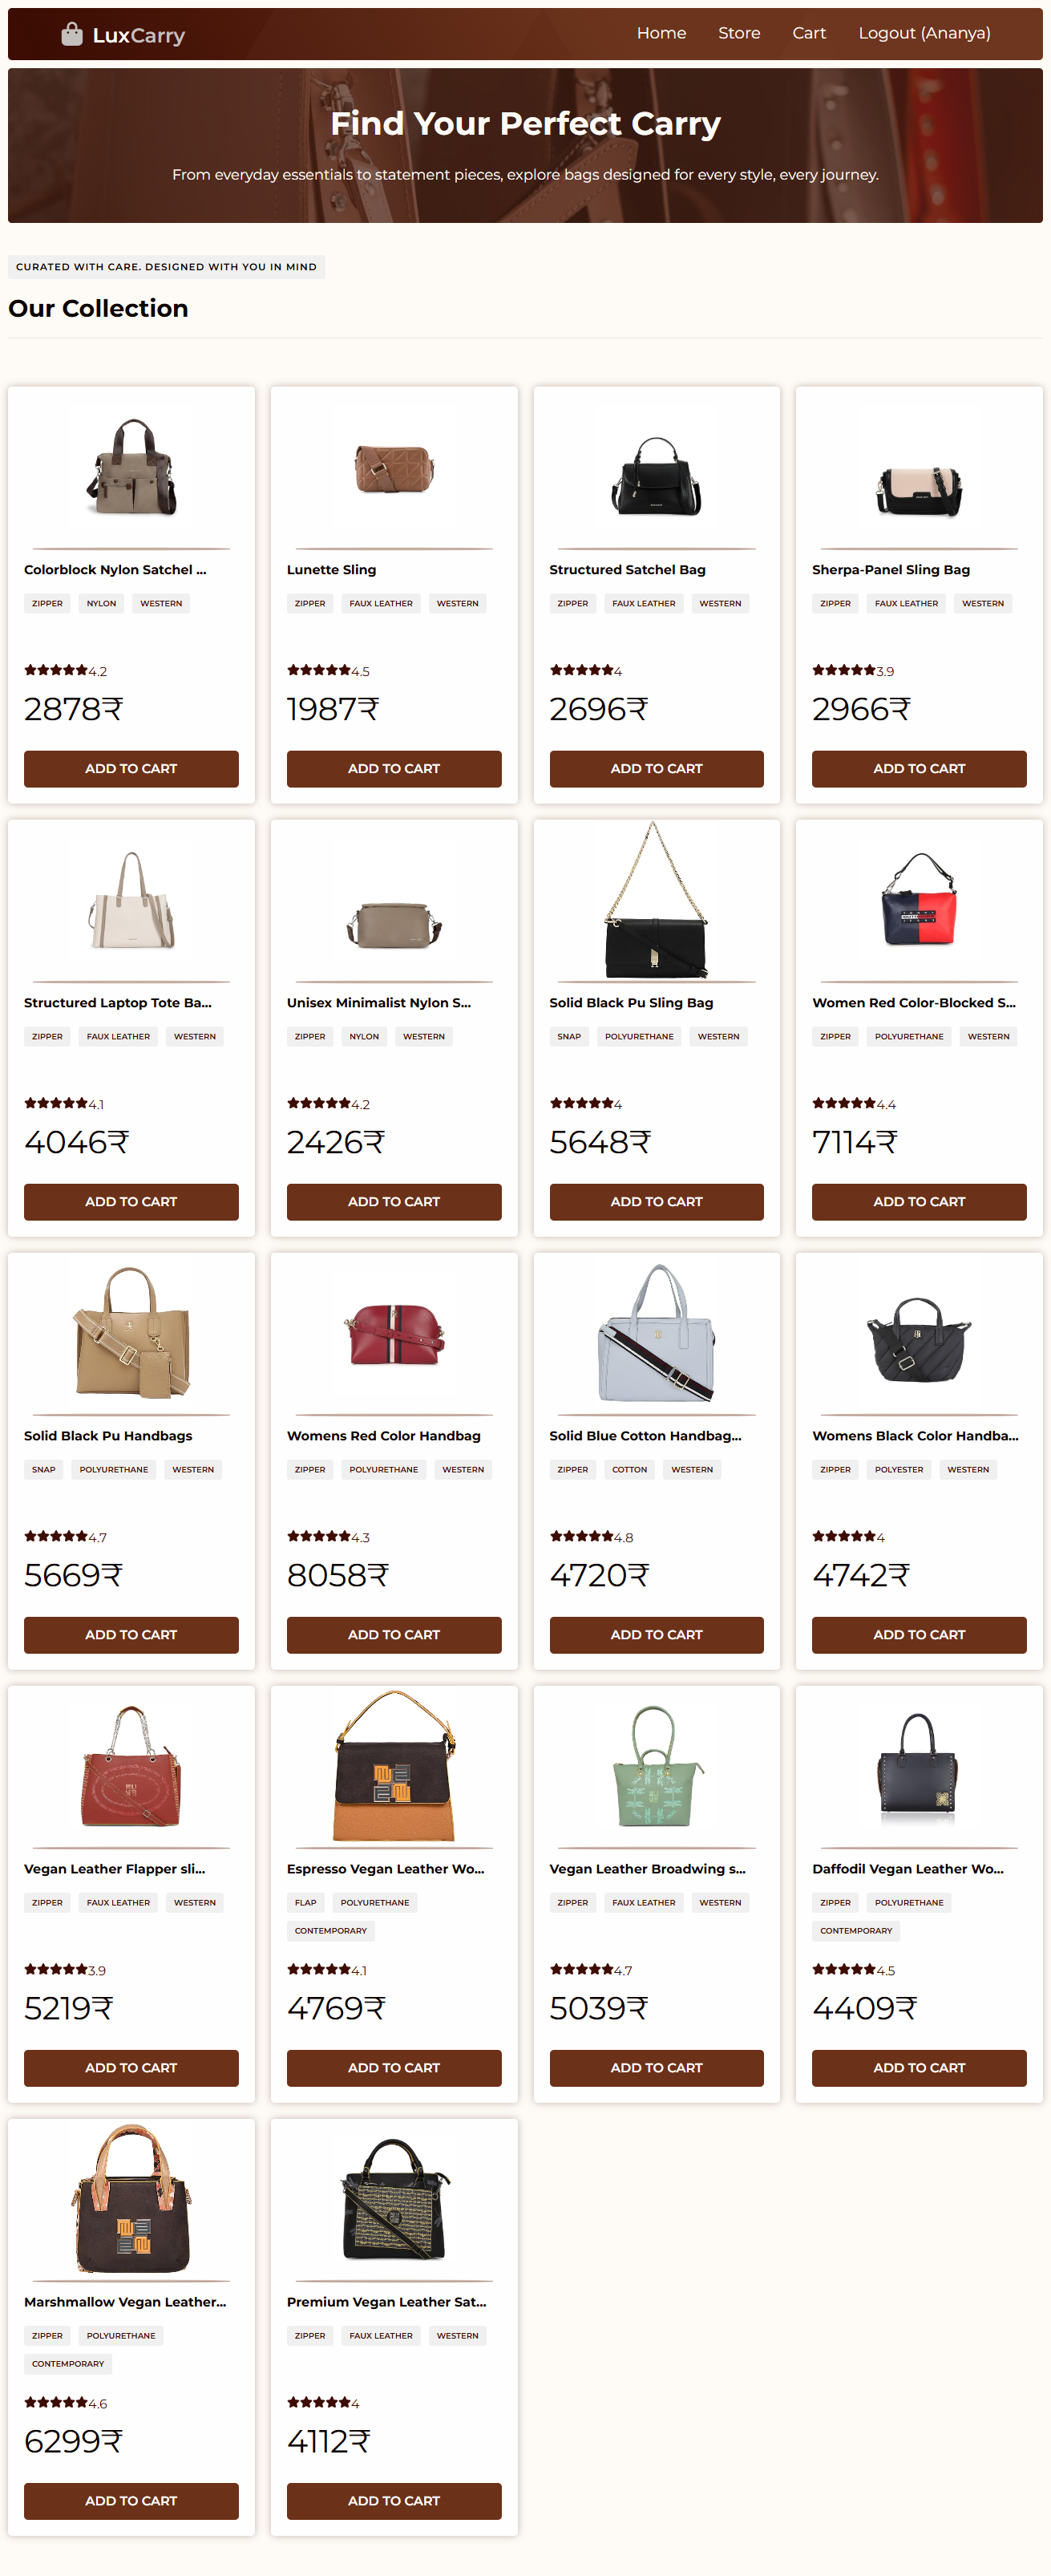 LuxCarry
Home Store Cart Logout (Ananya)
Find Your Perfect Carry
From everyday essentials to statement pieces, explore bags designed for every style, every journey.
CURATED WITH CARE. DESIGNED WITH YOU IN MIND
Our Collection
Colorblock Nylon Satchel ...
ZIPPER NYLON WESTERN
4.2
2878₹
ADD TO CART
Lunette Sling
ZIPPER FAUX LEATHER WESTERN
4.5
1987₹
ADD TO CART
Structured Satchel Bag
ZIPPER FAUX LEATHER WESTERN
4
2696₹
ADD TO CART
Sherpa-Panel Sling Bag
ZIPPER FAUX LEATHER WESTERN
3.9
2966₹
ADD TO CART
Structured Laptop Tote Ba...
ZIPPER FAUX LEATHER WESTERN
4.1
4046₹
ADD TO CART
Unisex Minimalist Nylon S...
ZIPPER NYLON WESTERN
4.2
2426₹
ADD TO CART
Solid Black Pu Sling Bag
SNAP POLYURETHANE WESTERN
4
5648₹
ADD TO CART
Women Red Color-Blocked S...
ZIPPER POLYURETHANE WESTERN
4.4
7114₹
ADD TO CART
Solid Black Pu Handbags
SNAP POLYURETHANE WESTERN
4.7
5669₹
ADD TO CART
Womens Red Color Handbag
ZIPPER POLYURETHANE WESTERN
4.3
8058₹
ADD TO CART
Solid Blue Cotton Handbag...
ZIPPER COTTON WESTERN
4.8
4720₹
ADD TO CART
Womens Black Color Handba...
ZIPPER POLYESTER WESTERN
4
4742₹
ADD TO CART
Vegan Leather Flapper sli...
ZIPPER FAUX LEATHER WESTERN
3.9
5219₹
ADD TO CART
Espresso Vegan Leather Wo...
FLAP POLYURETHANE
CONTEMPORARY
4.1
4769₹
ADD TO CART
Vegan Leather Broadwing s...
ZIPPER FAUX LEATHER WESTERN
4.7
5039₹
ADD TO CART
Daffodil Vegan Leather Wo...
ZIPPER POLYURETHANE
CONTEMPORARY
4.5
4409₹
ADD TO CART
Marshmallow Vegan Leather...
ZIPPER POLYURETHANE
CONTEMPORARY
4.6
6299₹
ADD TO CART
Premium Vegan Leather Sat...
ZIPPER FAUX LEATHER WESTERN
4
4112₹
ADD TO CART